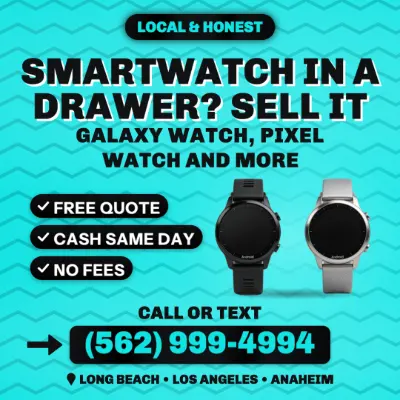 LOCAL & HONEST
SMARTWATCH IN A
DRAWER? SELL IT
GALAXY WATCH, PIXEL
WATCH AND MORE
FREE QUOTE
CASH SAME DAY
NO FEES
CALL OR TEXT
(562) 999-4994
LONG BEACH • LOS ANGELES • ANAHEIM